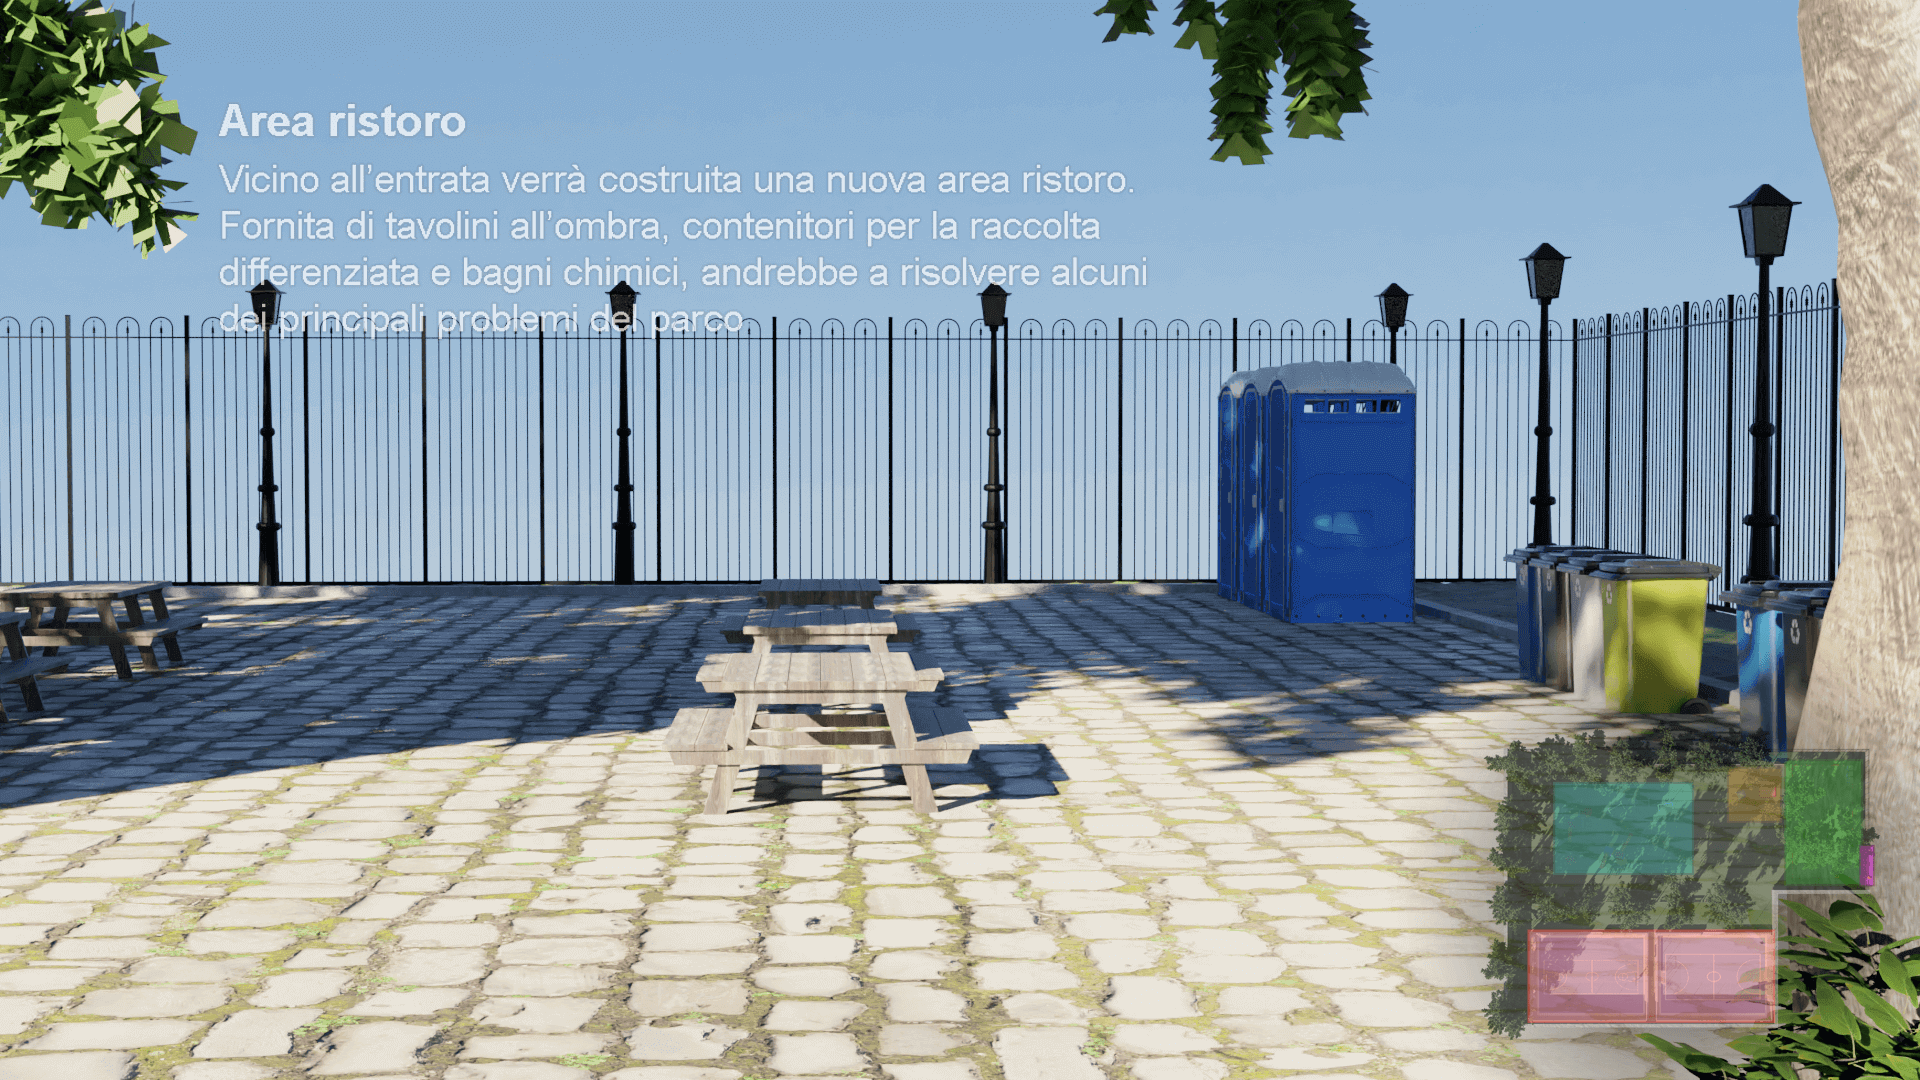 Area ristoro
Vicino all’entrata verrà costruita una nuova area ristoro.
Fornita di tavolini all’ombra, contenitori per la raccolta
differenziata e bagni chimici, andrebbe a risolvere alcuni
dei principali problemi del parco